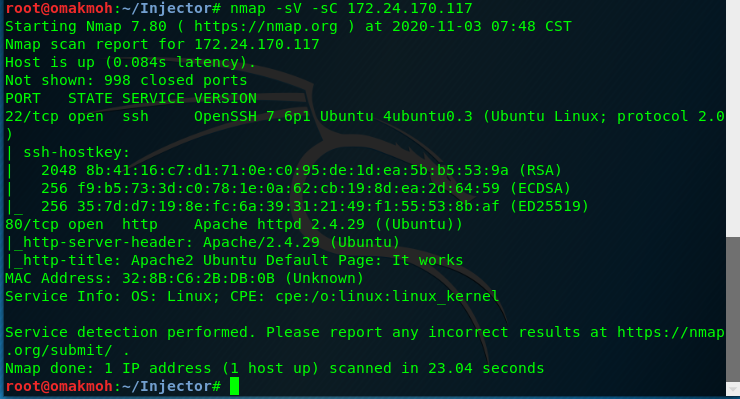 root@omakmoh:~/Injector# nmap -sV -sC 172.24.170.117
Starting Nmap 7.80 ( https://nmap.org ) at 2020-11-03 07:48 CST
Nmap scan report for 172.24.170.117
Host is up (0.084s latency).
Not shown: 998 closed ports
PORT   STATE SERVICE VERSION
22/tcp open  ssh     OpenSSH 7.6p1 Ubuntu 4ubuntu0.3 (Ubuntu Linux; protocol 2.0
)
| ssh-hostkey:
|   2048 8b:41:16:c7:d1:71:0e:c0:95:de:1d:ea:5b:b5:53:9a (RSA)
|   256 f9:b5:73:3d:c0:78:1e:0a:62:cb:19:8d:ea:2d:64:59 (ECDSA)
|_  256 35:7d:d7:19:8e:fc:6a:39:31:21:49:f1:55:53:8b:af (ED25519)
80/tcp open  http    Apache httpd 2.4.29 ((Ubuntu))
|_http-server-header: Apache/2.4.29 (Ubuntu)
|_http-title: Apache2 Ubuntu Default Page: It works
MAC Address: 32:8B:C6:2B:DB:0B (Unknown)
Service Info: OS: Linux; CPE: cpe:/o:linux:linux_kernel

Service detection performed. Please report any incorrect results at https://nmap
.org/submit/ .
Nmap done: 1 IP address (1 host up) scanned in 23.04 seconds
root@omakmoh:~/Injector#